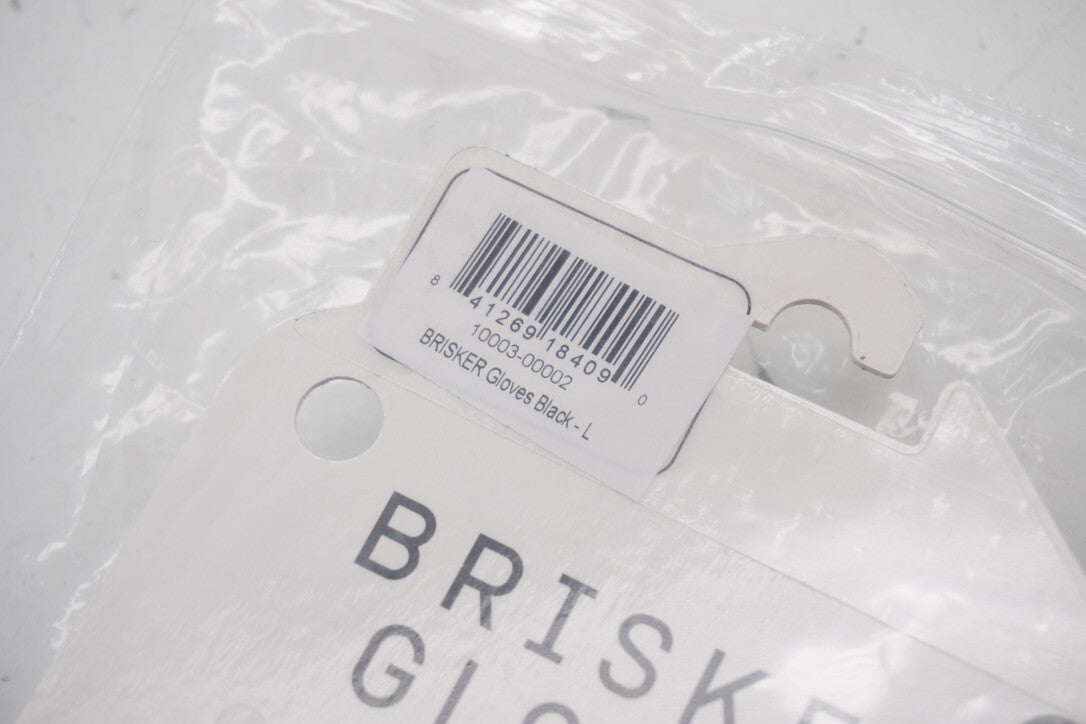 8 41269 18409 0
10003-00002
BRISKER Gloves Black - L
BRISKE
GLO